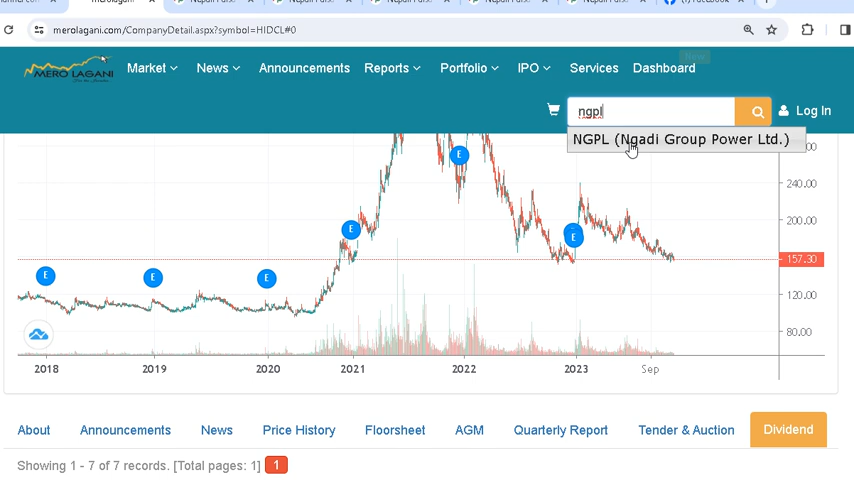 merolagani.com/CompanyDetail.aspx?symbol=HIDCL#0
MERO LAGANI
Market News Announcements Reports Portfolio IPO Services Dashboard
ngpl
Log In
NGPL (Ngadi Group Power Ltd.)
240.00
200.00
157.30
120.00
80.00
E E E E E E
2018 2019 2020 2021 2022 2023 Sep
About Announcements News Price History Floorsheet AGM Quarterly Report Tender & Auction Dividend
Showing 1 - 7 of 7 records. [Total pages: 1] 1